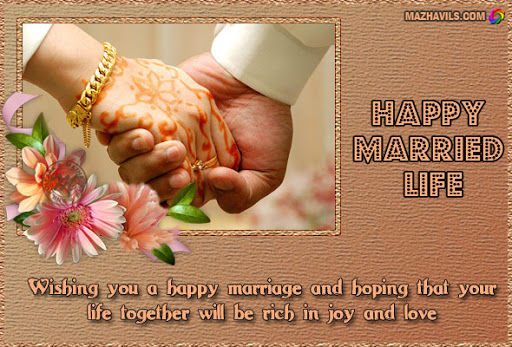 MAZHAVILS.COM
HAPPY
MARRIED
LIFE
Wishing you a happy marriage and hoping that your
life together will be rich in joy and love